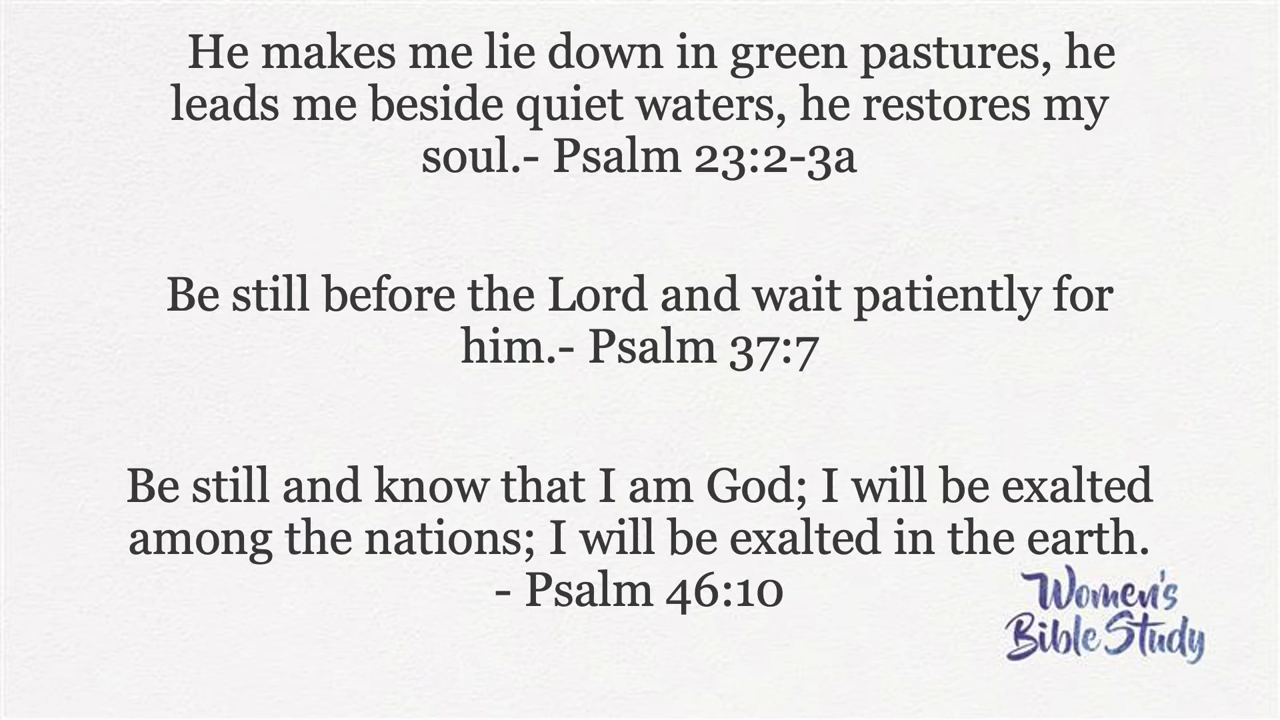 He makes me lie down in green pastures, he
leads me beside quiet waters, he restores my
soul.- Psalm 23:2-3a
Be still before the Lord and wait patiently for
him.- Psalm 37:7
Be still and know that I am God; I will be exalted
among the nations; I will be exalted in the earth.
- Psalm 46:10
Women's
Bible Study